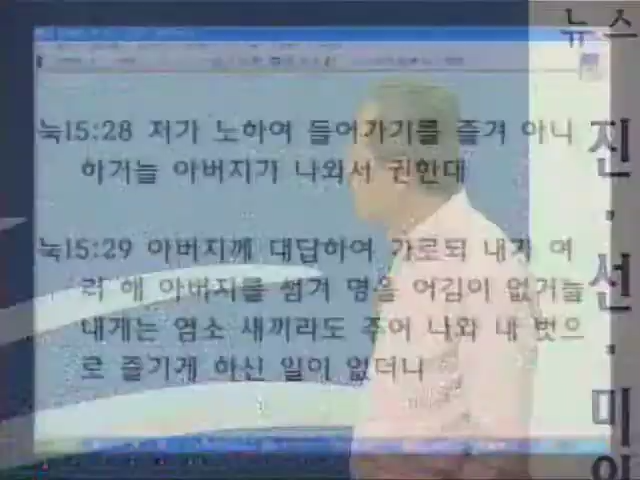 뉴스
눅15:28 저가 노하여 들어가기를 즐겨 아니
하거늘 아버지가 나와서 권한대
눅15:29 아버지께 대답하여 가로되 내가 여
러 해 아버지를 섬겨 명을 어김이 없거늘
내게는 염소 새끼라도 주어 나와 내 벗으
로 즐기게 하신 일이 없더니
진·선·미